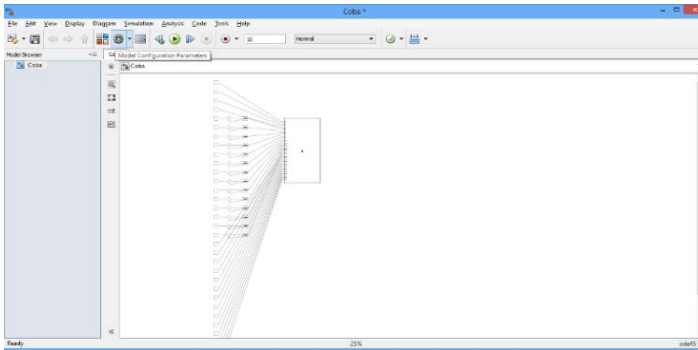 Coba *
File Edit View Display Diagram Simulation Analysis Code Tools Help
Normal
Model Browser
Model Configuration Parameters
Coba
Coba
Ready
25%
ode45